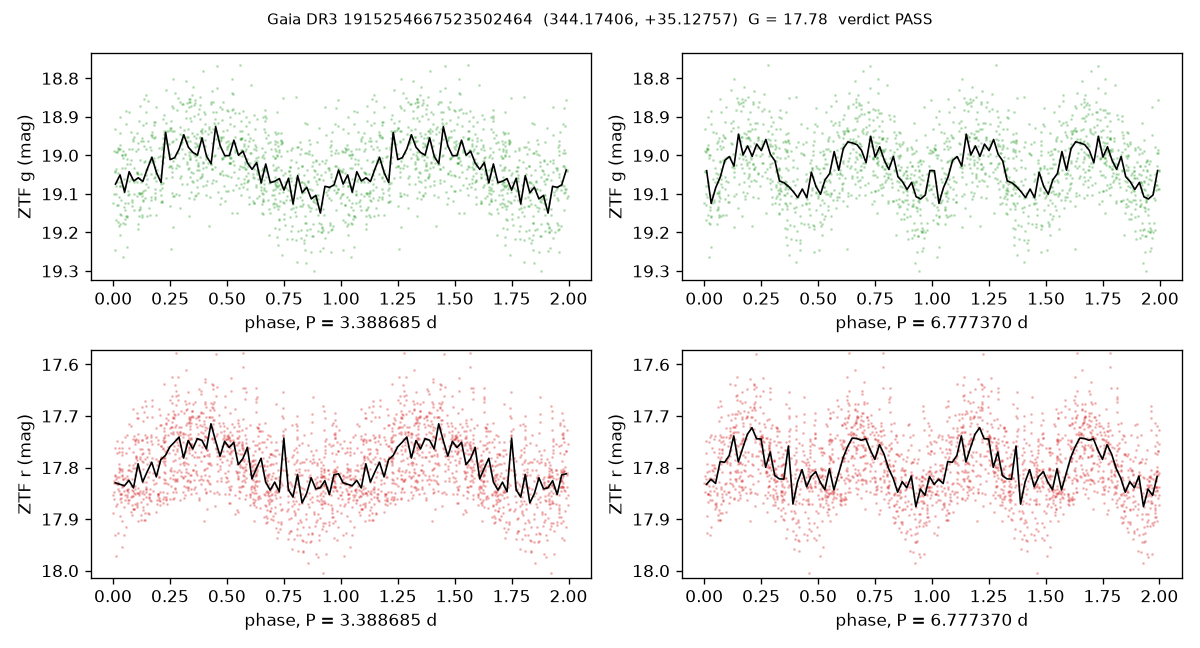 Gaia DR3 1915254667523502464  (344.17406, +35.12757)  G = 17.78  verdict PASS
ZTF g (mag)
18.8
18.9
19.0
19.1
19.2
19.3
0.00 0.25 0.50 0.75 1.00 1.25 1.50 1.75 2.00
phase, P = 3.388685 d
ZTF g (mag)
18.8
18.9
19.0
19.1
19.2
19.3
0.00 0.25 0.50 0.75 1.00 1.25 1.50 1.75 2.00
phase, P = 6.777370 d
ZTF r (mag)
17.6
17.7
17.8
17.9
18.0
0.00 0.25 0.50 0.75 1.00 1.25 1.50 1.75 2.00
phase, P = 3.388685 d
ZTF r (mag)
17.6
17.7
17.8
17.9
18.0
0.00 0.25 0.50 0.75 1.00 1.25 1.50 1.75 2.00
phase, P = 6.777370 d